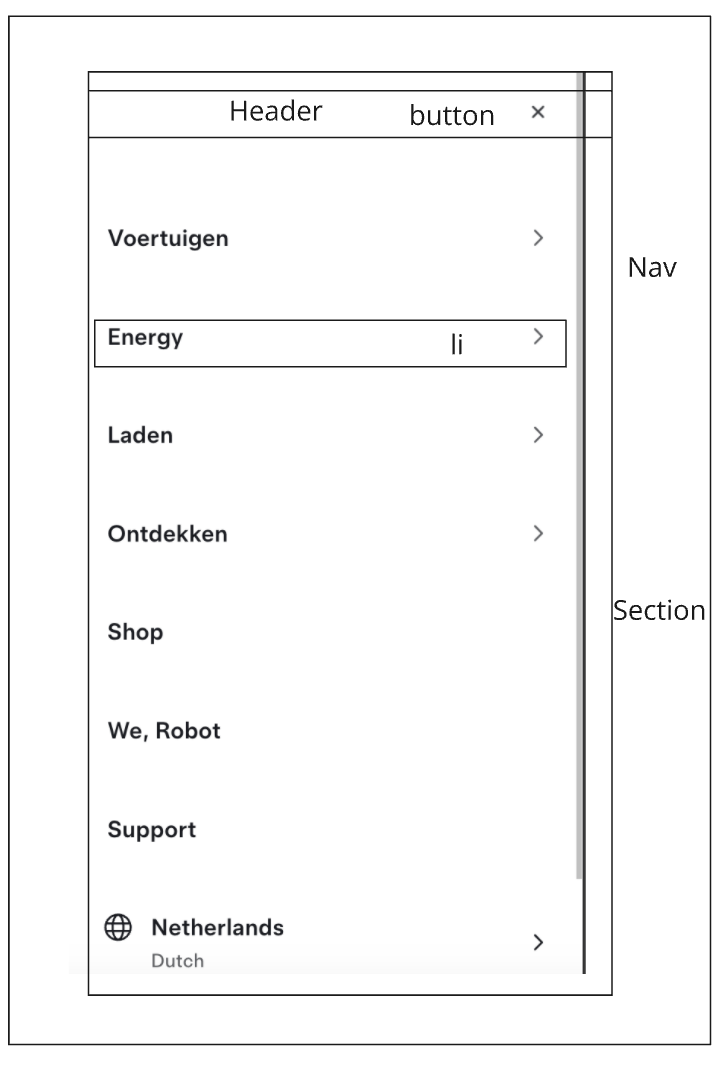 Header button ×
Voertuigen
Nav
Energy li
Laden
Ontdekken
Section
Shop
We, Robot
Support
Netherlands
Dutch